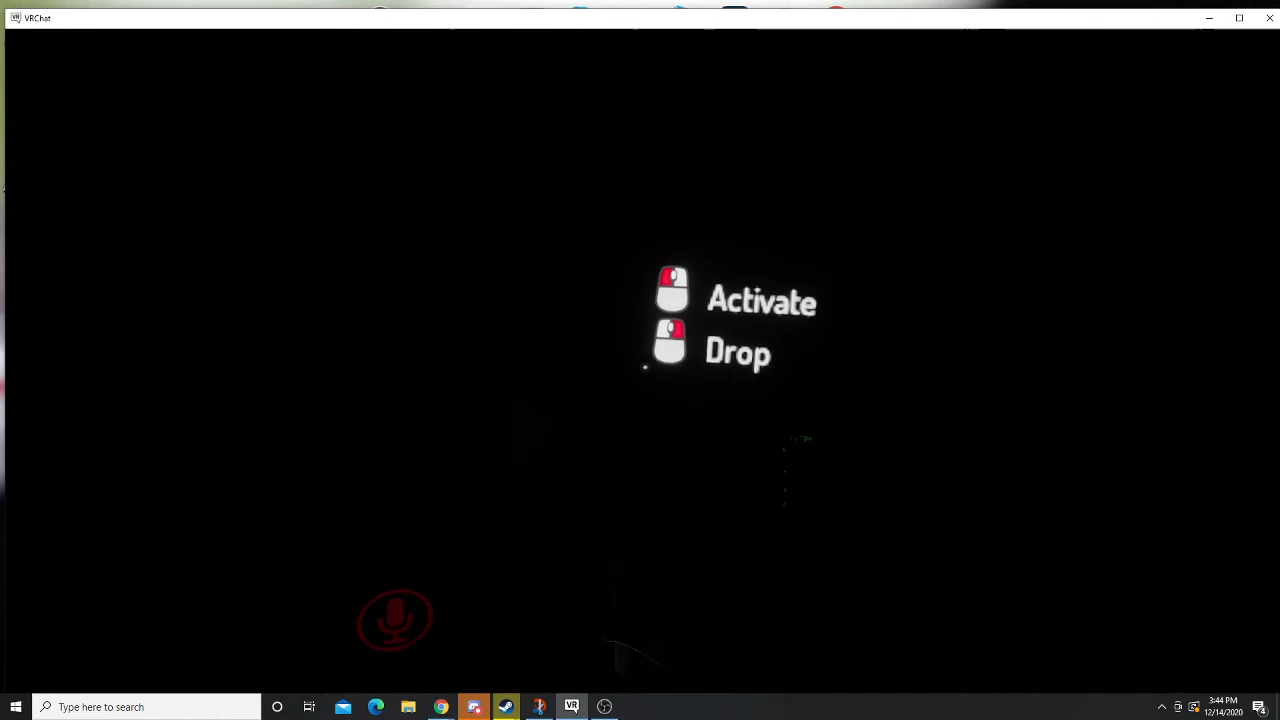 VRChat
Activate
Drop
Type here to search
3:44 PM
12/14/2020